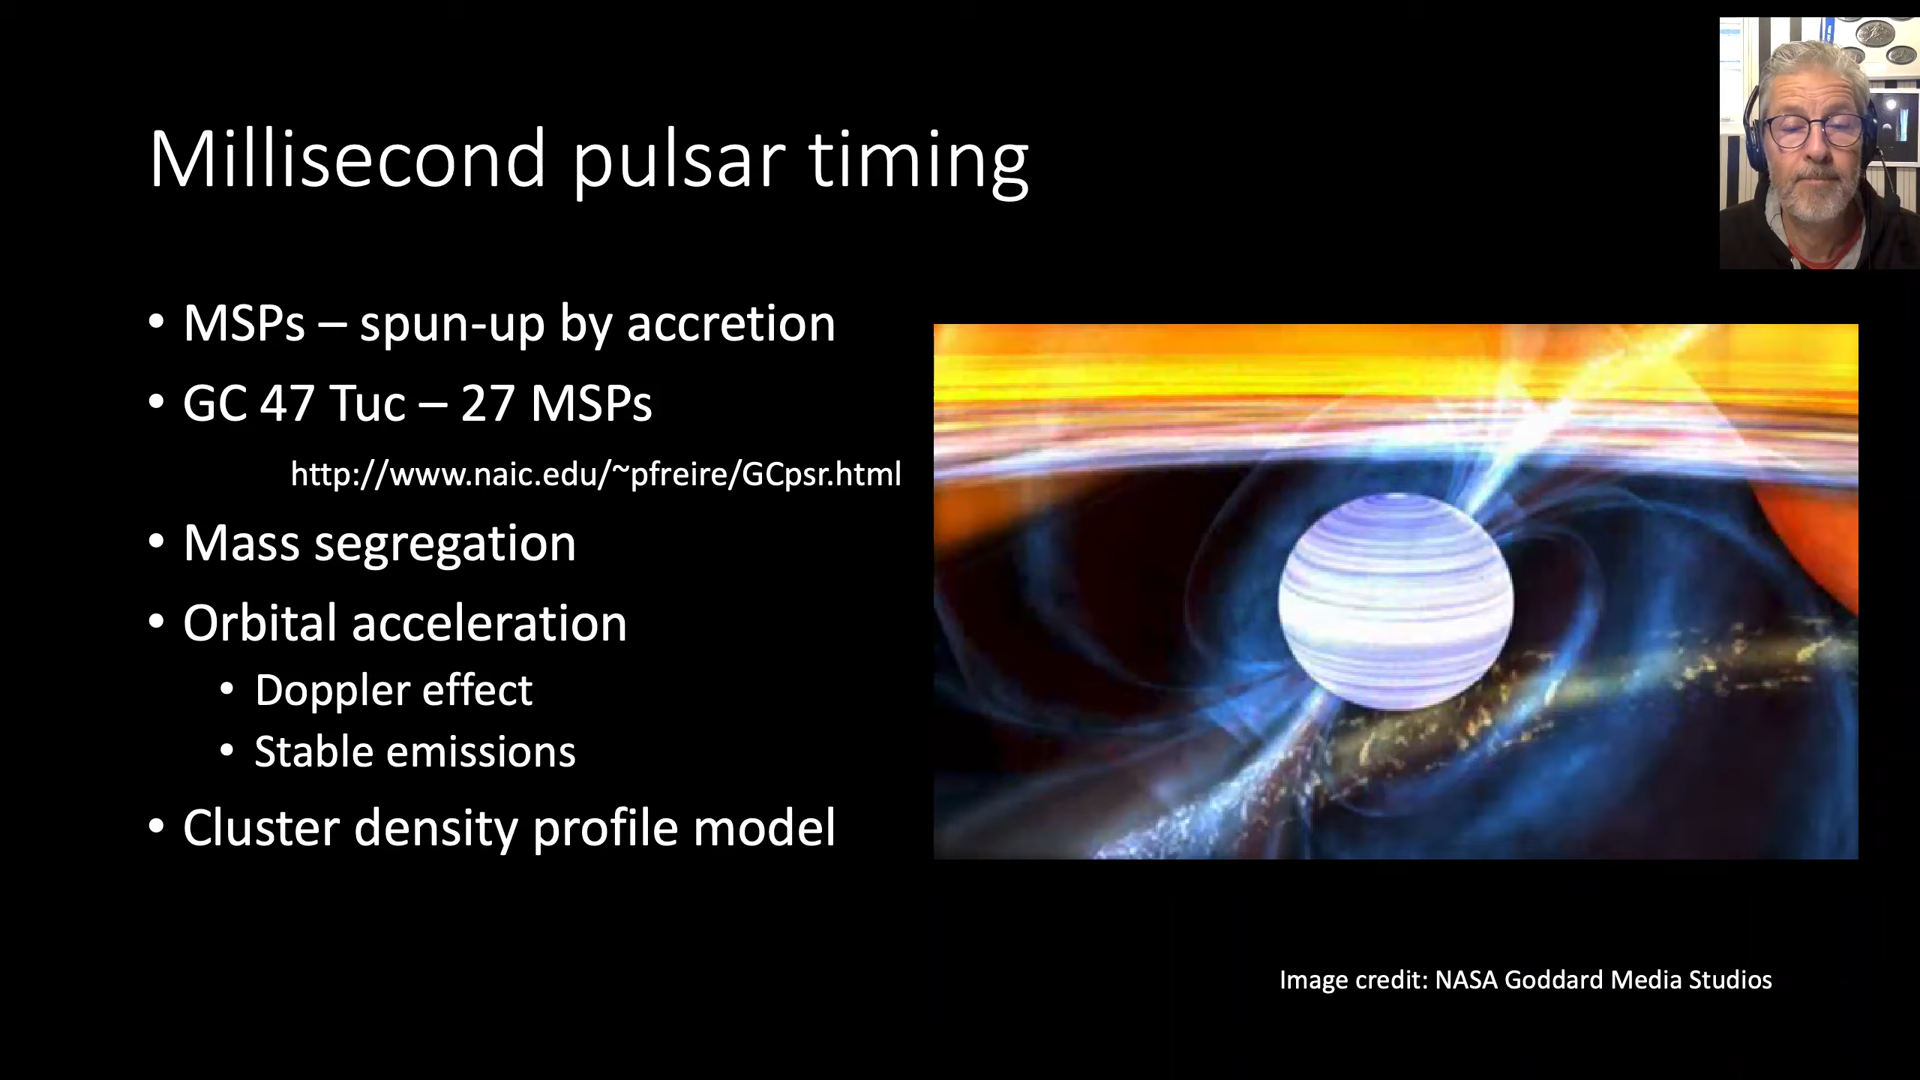 Millisecond pulsar timing
• MSPs – spun-up by accretion
• GC 47 Tuc – 27 MSPs
http://www.naic.edu/~pfreire/GCpsr.html
• Mass segregation
• Orbital acceleration
• Doppler effect
• Stable emissions
• Cluster density profile model
Image credit: NASA Goddard Media Studios